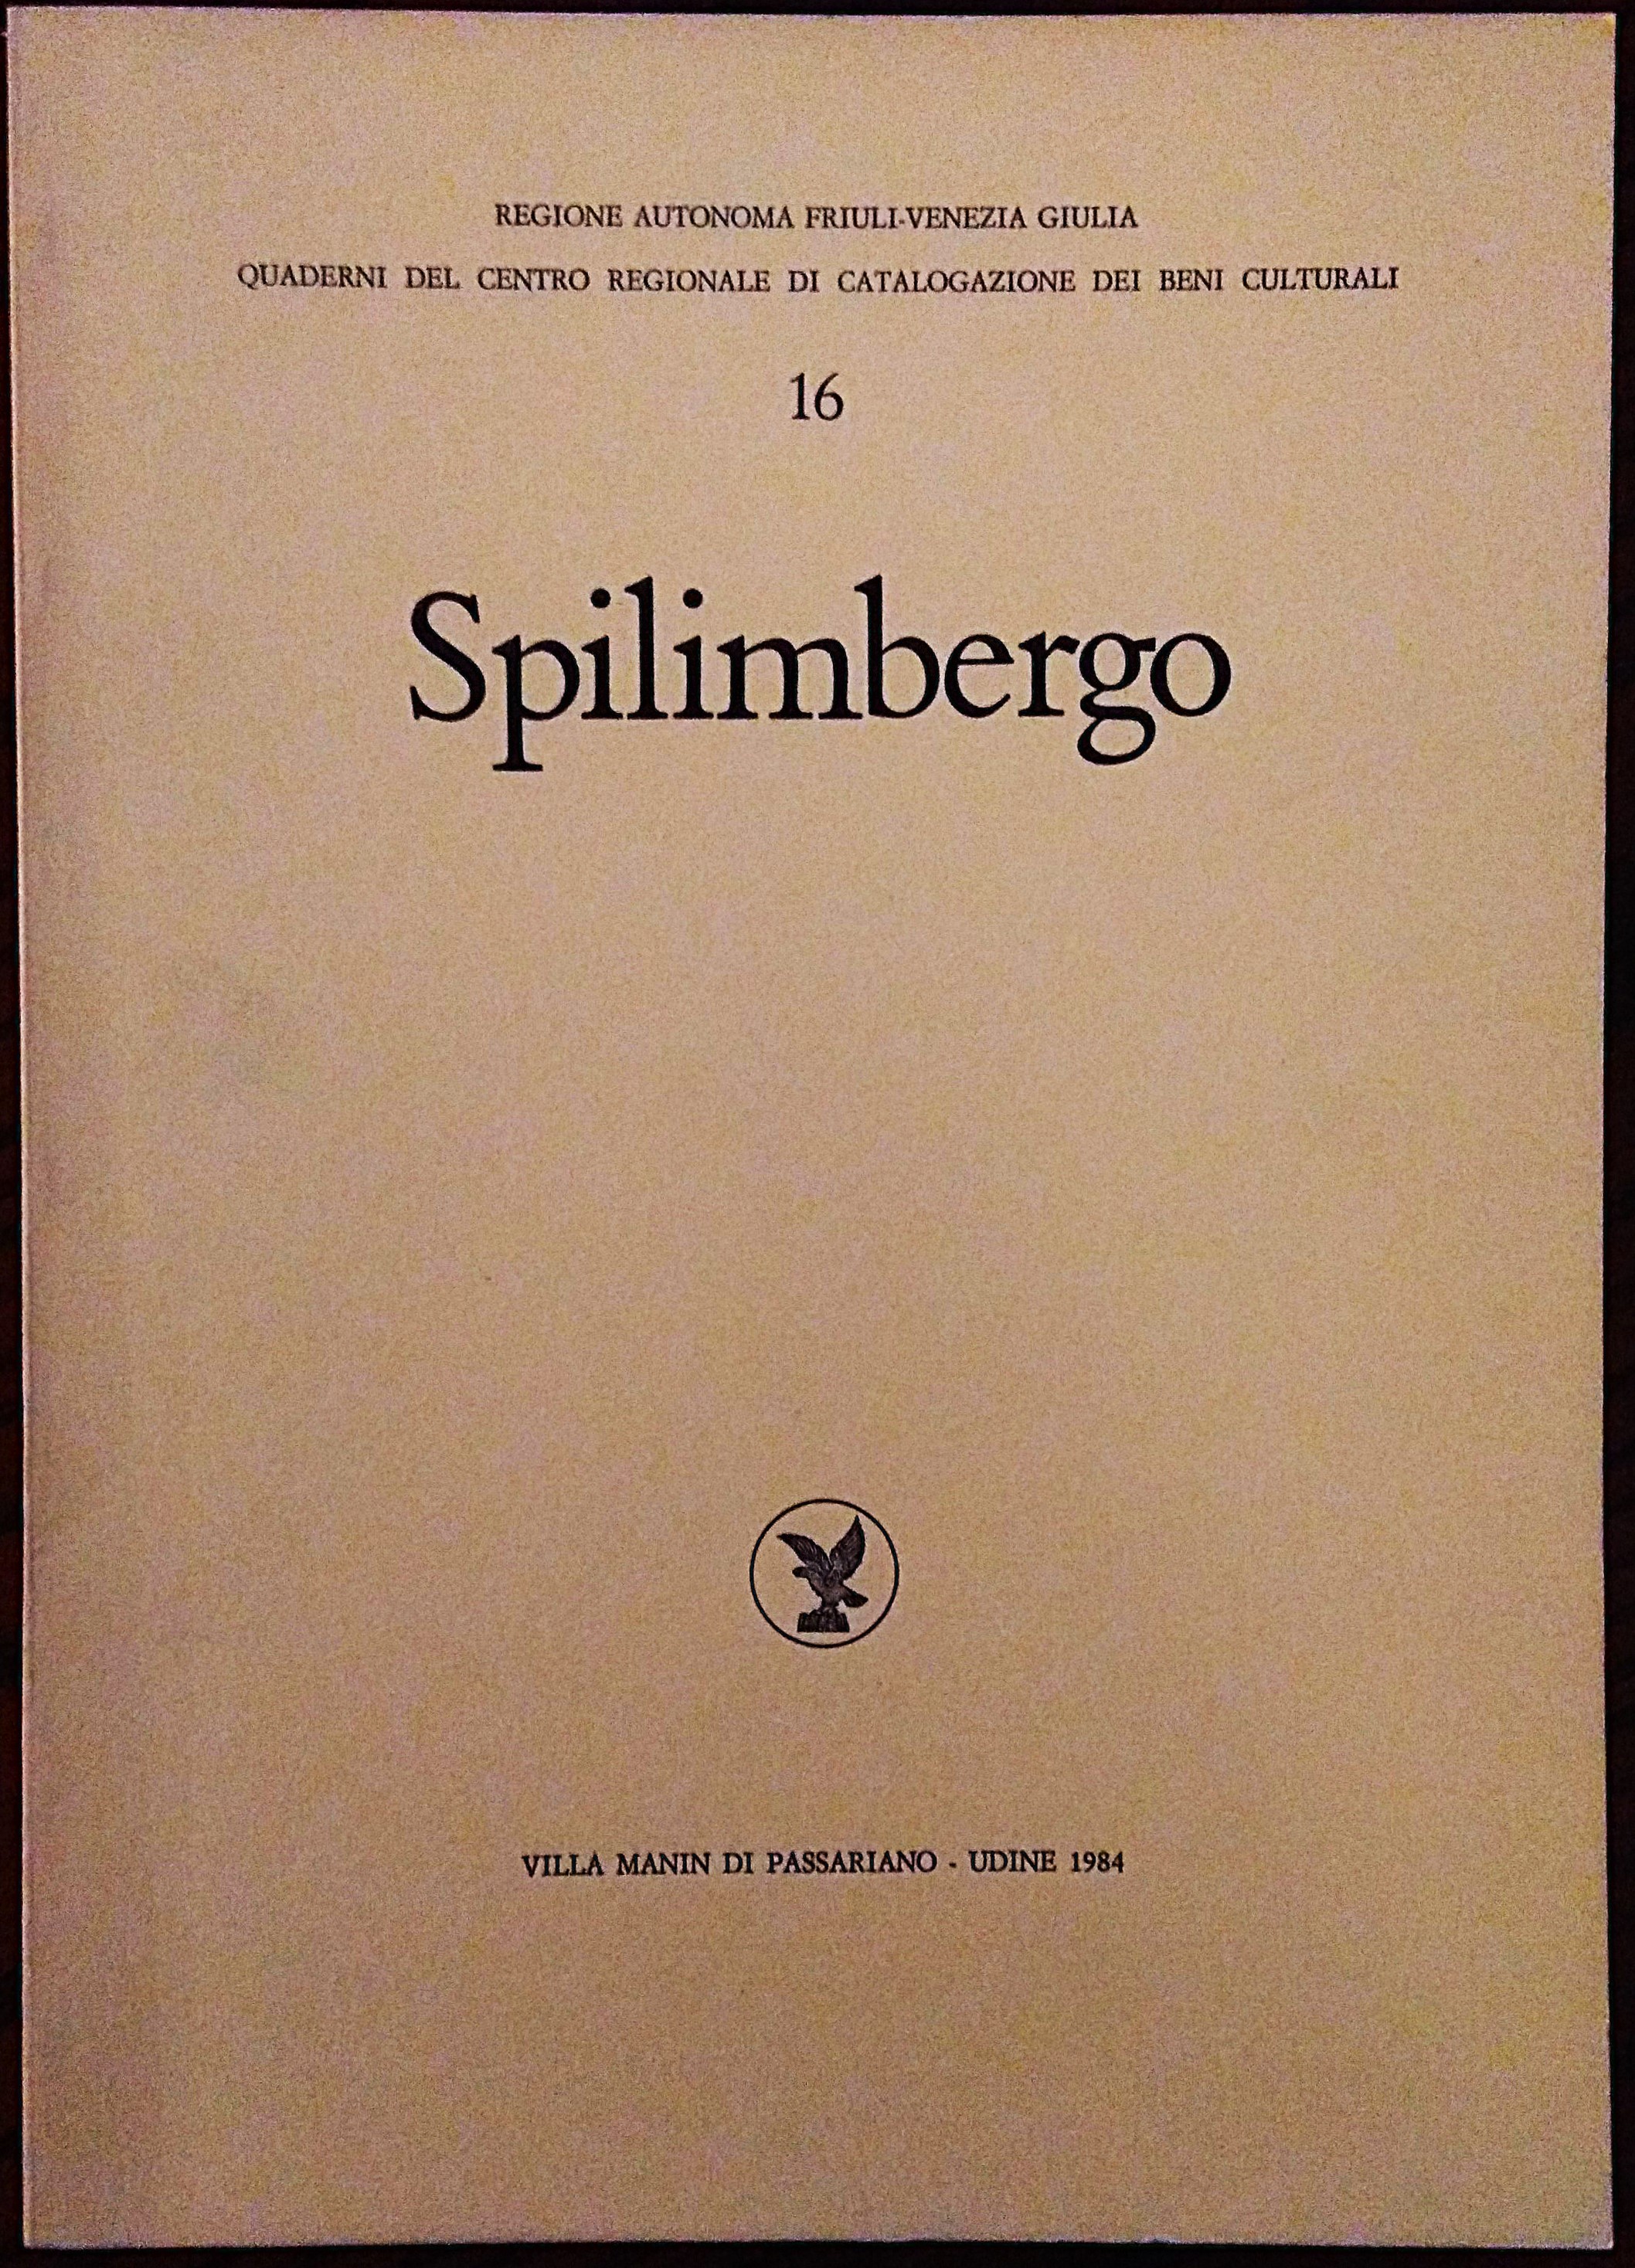 REGIONE AUTONOMA FRIULI-VENEZIA GIULIA
QUADERNI DEL CENTRO REGIONALE DI CATALOGAZIONE DEI BENI CULTURALI
16
Spilimbergo
VILLA MANIN DI PASSARIANO - UDINE 1984